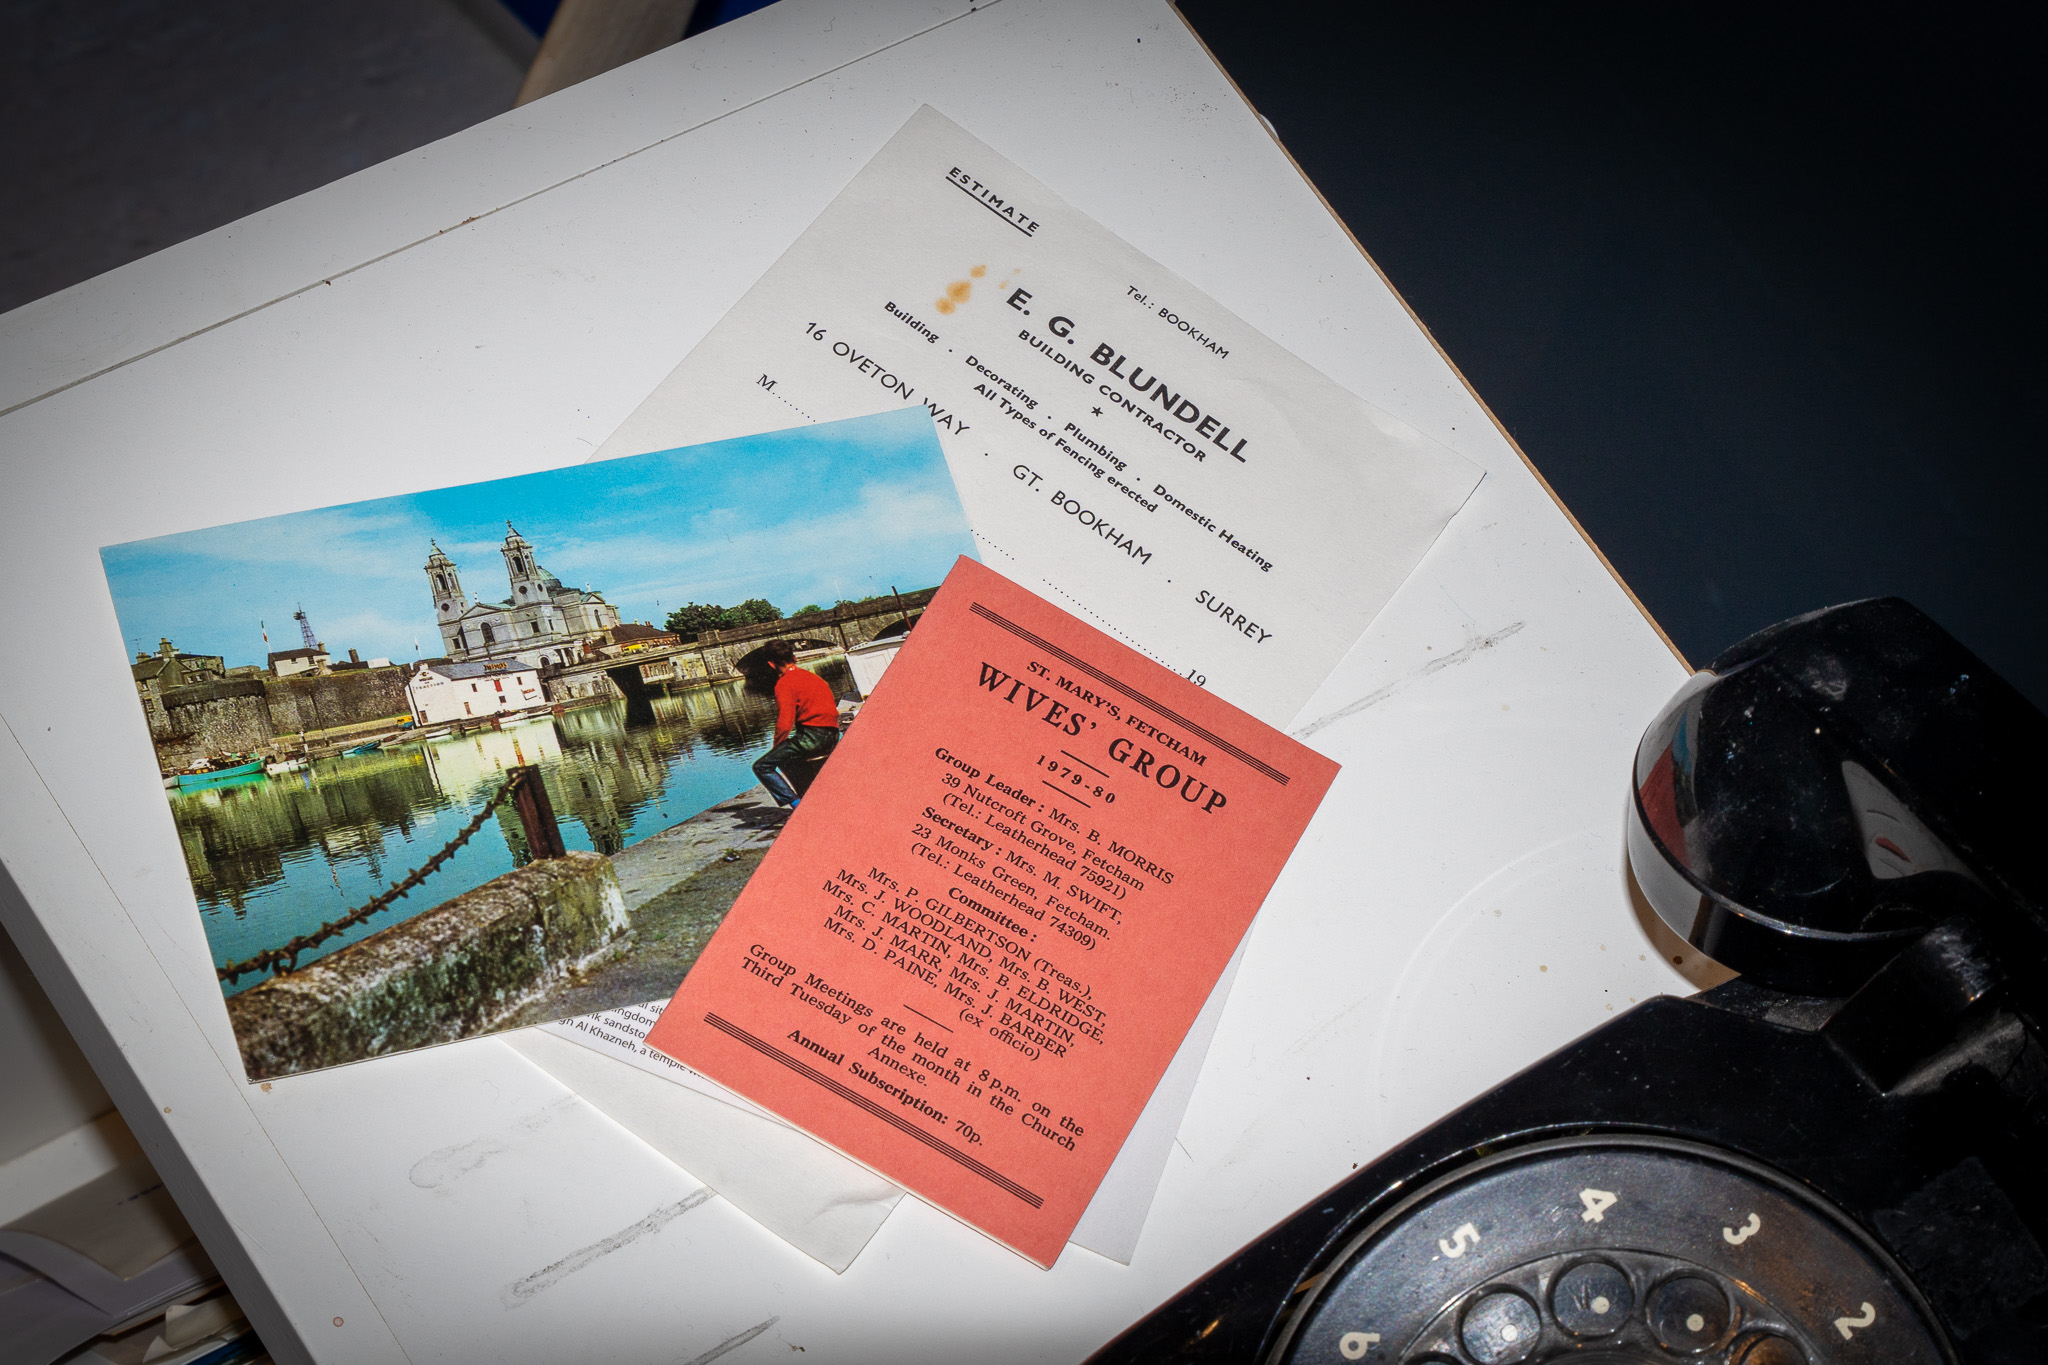 ESTIMATE
Tel.: BOOKHAM
E. G. BLUNDELL
BUILDING CONTRACTOR
★
Building · Decorating · Plumbing · Domestic Heating
All Types of Fencing erected
16 OVETON WAY · GT. BOOKHAM · SURREY
M.
19
ST. MARY'S, FETCHAM
WIVES' GROUP
1979-80
Group Leader: Mrs. B. MORRIS
39 Nutcroft Grove, Fetcham
(Tel.: Leatherhead 75921)
Secretary: Mrs. M. SWIFT,
23 Monks Green, Fetcham.
(Tel.: Leatherhead 74309)
Committee:
Mrs. P. GILBERTSON (Treas.),
Mrs. J. WOODLAND, Mrs. B. WEST,
Mrs. C. MARTIN, Mrs. B. ELDRIDGE,
Mrs. J. MARR, Mrs. J. MARTIN,
Mrs. D. PAINE, Mrs. J. BARBER
(ex officio)
Group Meetings are held at 8 p.m. on the
Third Tuesday of the month in the Church
Annexe.
Annual Subscription: 70p.
Al Khazneh, a temple
5 4 3 2
6